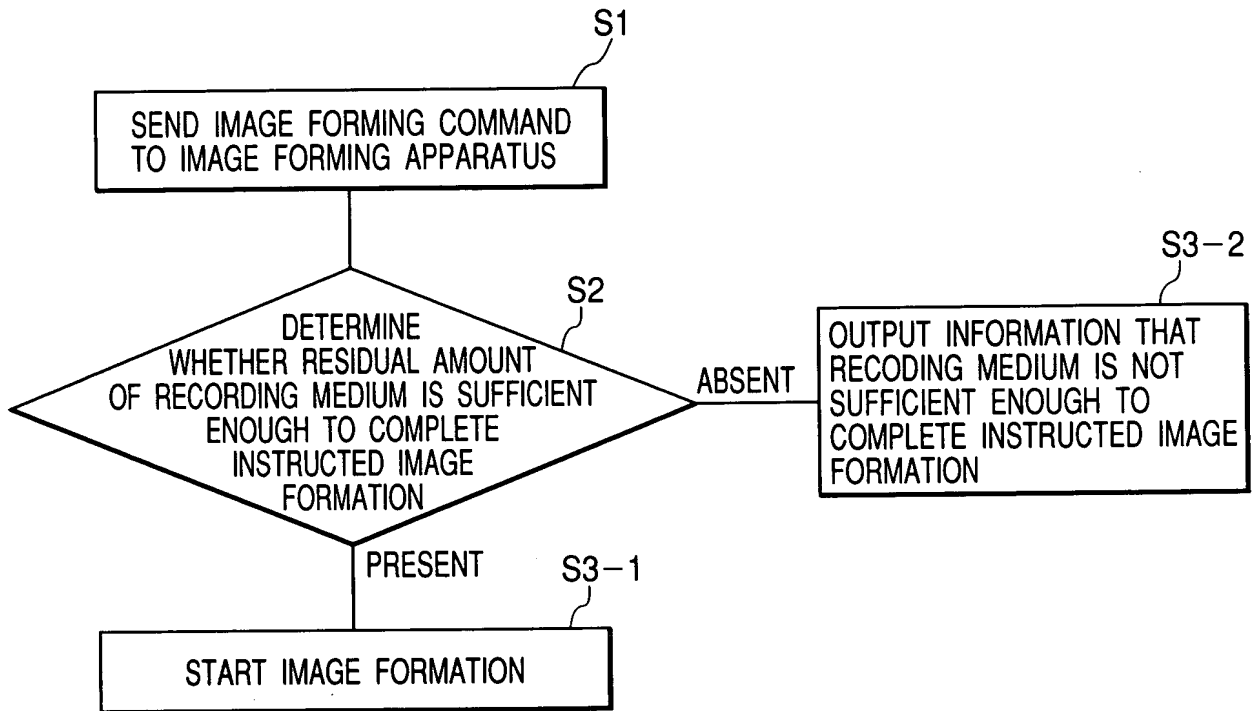 S1
SEND IMAGE FORMING COMMAND
TO IMAGE FORMING APPARATUS
S2
DETERMINE
WHETHER RESIDUAL AMOUNT
OF RECORDING MEDIUM IS SUFFICIENT
ENOUGH TO COMPLETE
INSTRUCTED IMAGE
FORMATION
ABSENT
S3-2
OUTPUT INFORMATION THAT
RECODING MEDIUM IS NOT
SUFFICIENT ENOUGH TO
COMPLETE INSTRUCTED IMAGE
FORMATION
PRESENT
S3-1
START IMAGE FORMATION